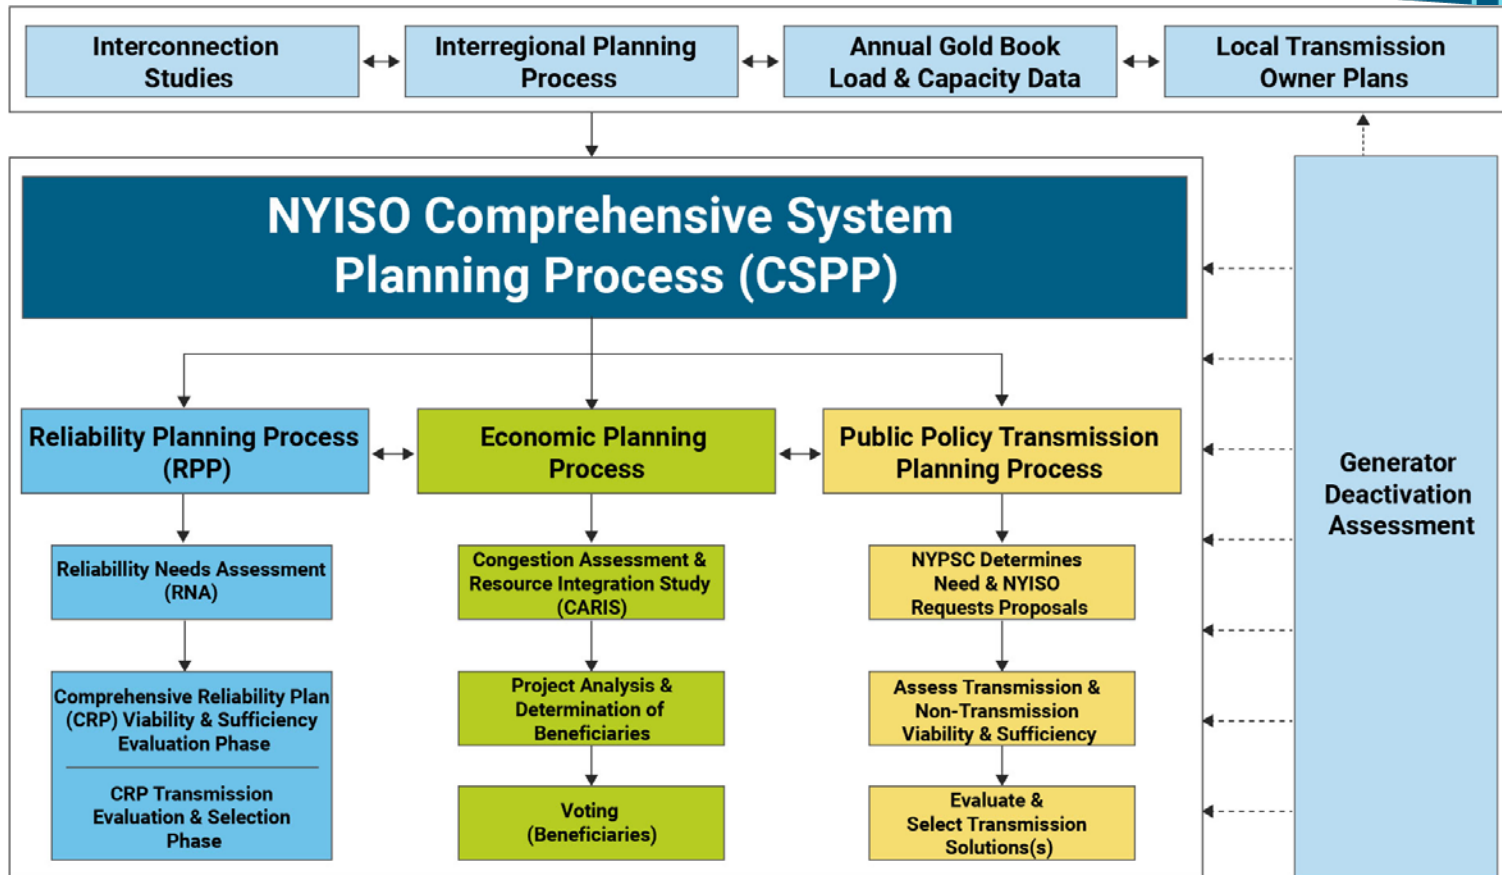 Interconnection
Studies
Interregional Planning
Process
Annual Gold Book
Load & Capacity Data
Local Transmission
Owner Plans
NYISO Comprehensive System
Planning Process (CSPP)
Reliability Planning Process
(RPP)
Economic Planning
Process
Public Policy Transmission
Planning Process
Generator
Deactivation
Assessment
Reliabillity Needs Assessment
(RNA)
Congestion Assessment &
Resource Integration Study
(CARIS)
NYPSC Determines
Need & NYISO
Requests Proposals
Comprehensive Reliability Plan
(CRP) Viability & Sufficiency
Evaluation Phase
Project Analysis &
Determination of
Beneficiaries
Assess Transmission &
Non-Transmission
Viability & Sufficiency
CRP Transmission
Evaluation & Selection
Phase
Voting
(Beneficiaries)
Evaluate &
Select Transmission
Solutions(s)